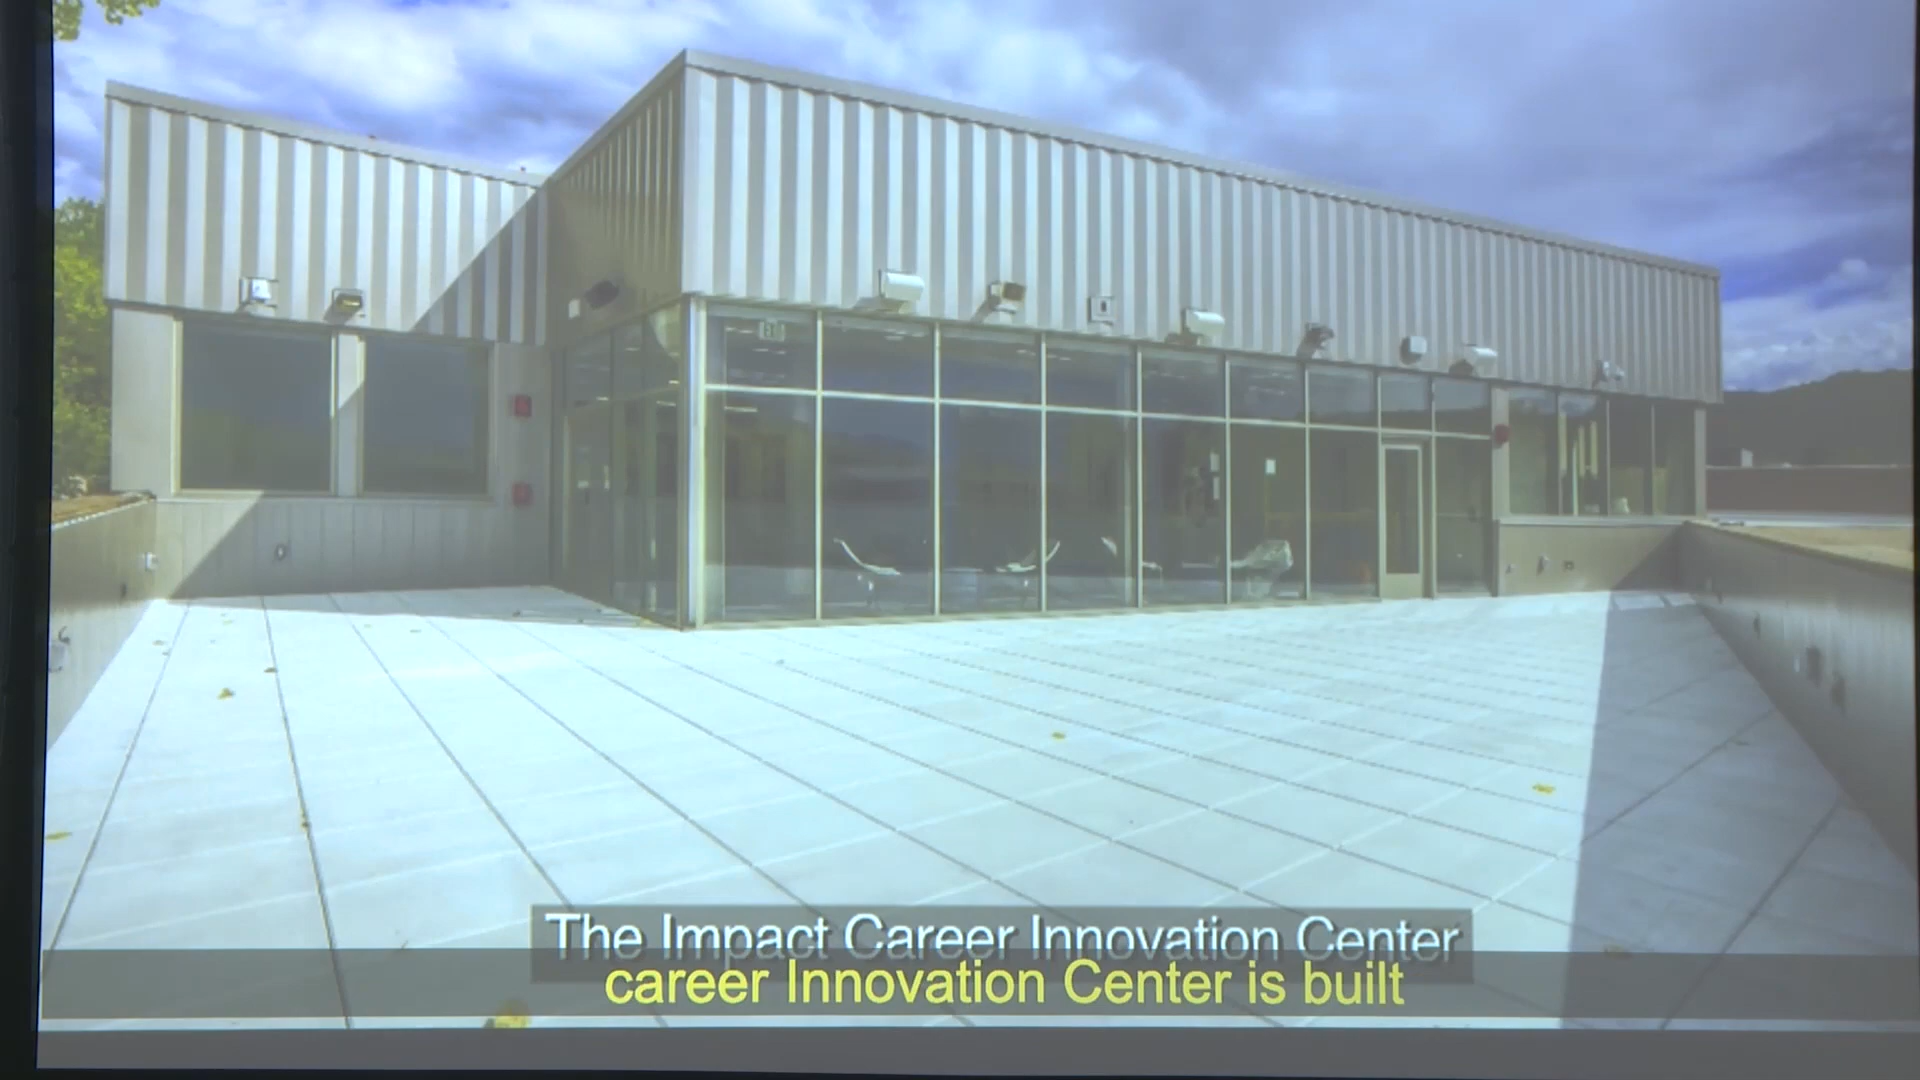 The Impact Career Innovation Center
career Innovation Center is built